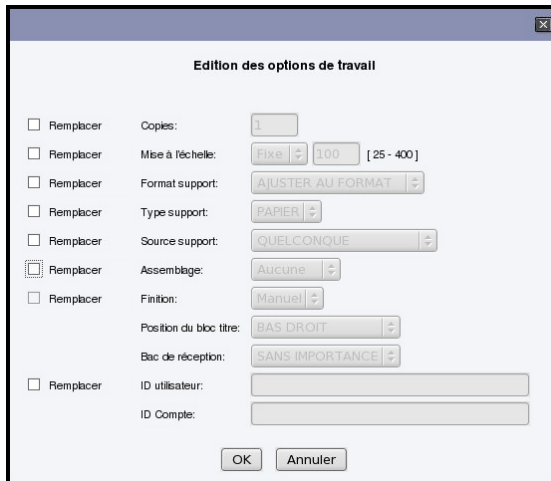 Edition des options de travail
Remplacer Copies: 1
Remplacer Mise à l'échelle: Fixe 100 [ 25 - 400 ]
Remplacer Format support: AJUSTER AU FORMAT
Remplacer Type support: PAPIER
Remplacer Source support: QUELCONQUE
Remplacer Assemblage: Aucune
Remplacer Finition: Manuel
Position du bloc titre: BAS DROIT
Bac de réception: SANS IMPORTANCE
Remplacer ID utilisateur:
ID Compte:
OK Annuler